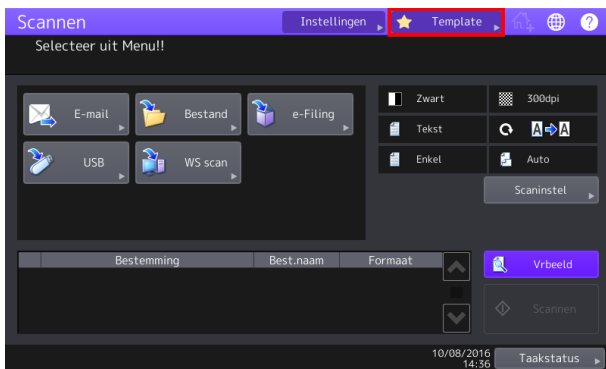 Scannen
Instellingen
Template
?
Selecteer uit Menu!!
E-mail
Bestand
e-Filing
USB
WS scan
Zwart
300dpi
Tekst
A A
Enkel
Auto
Scaninstel
Bestemming
Best.naam
Formaat
Vrbeeld
Scannen
10/08/2016
14:36
Taakstatus